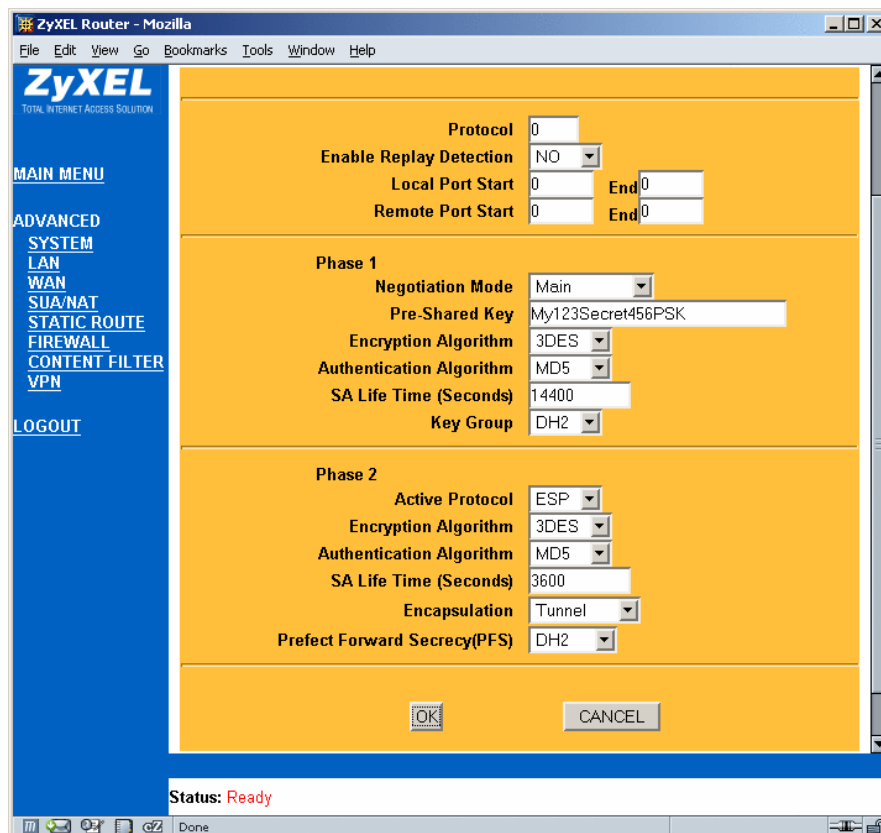 ZyXEL Router - Mozilla
File Edit View Go Bookmarks Tools Window Help
ZyXEL
TOTAL INTERNET ACCESS SOLUTION
MAIN MENU
ADVANCED
SYSTEM
LAN
WAN
SUA/NAT
STATIC ROUTE
FIREWALL
CONTENT FILTER
VPN
LOGOUT
Protocol 0
Enable Replay Detection NO
Local Port Start 0 End 0
Remote Port Start 0 End 0
Phase 1
Negotiation Mode Main
Pre-Shared Key My123Secret456PSK
Encryption Algorithm 3DES
Authentication Algorithm MD5
SA Life Time (Seconds) 14400
Key Group DH2
Phase 2
Active Protocol ESP
Encryption Algorithm 3DES
Authentication Algorithm MD5
SA Life Time (Seconds) 3600
Encapsulation Tunnel
Prefect Forward Secrecy(PFS) DH2
OK CANCEL
Status: Ready
Done